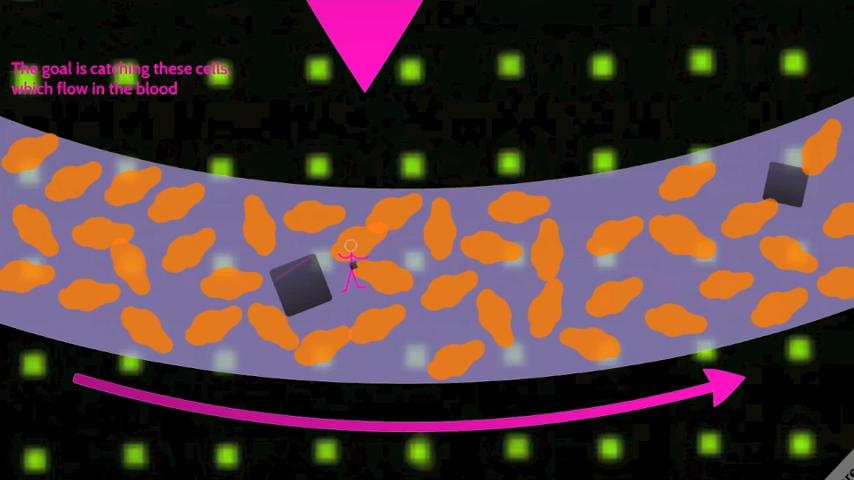 The goal is catching these cells,
which flow in the blood